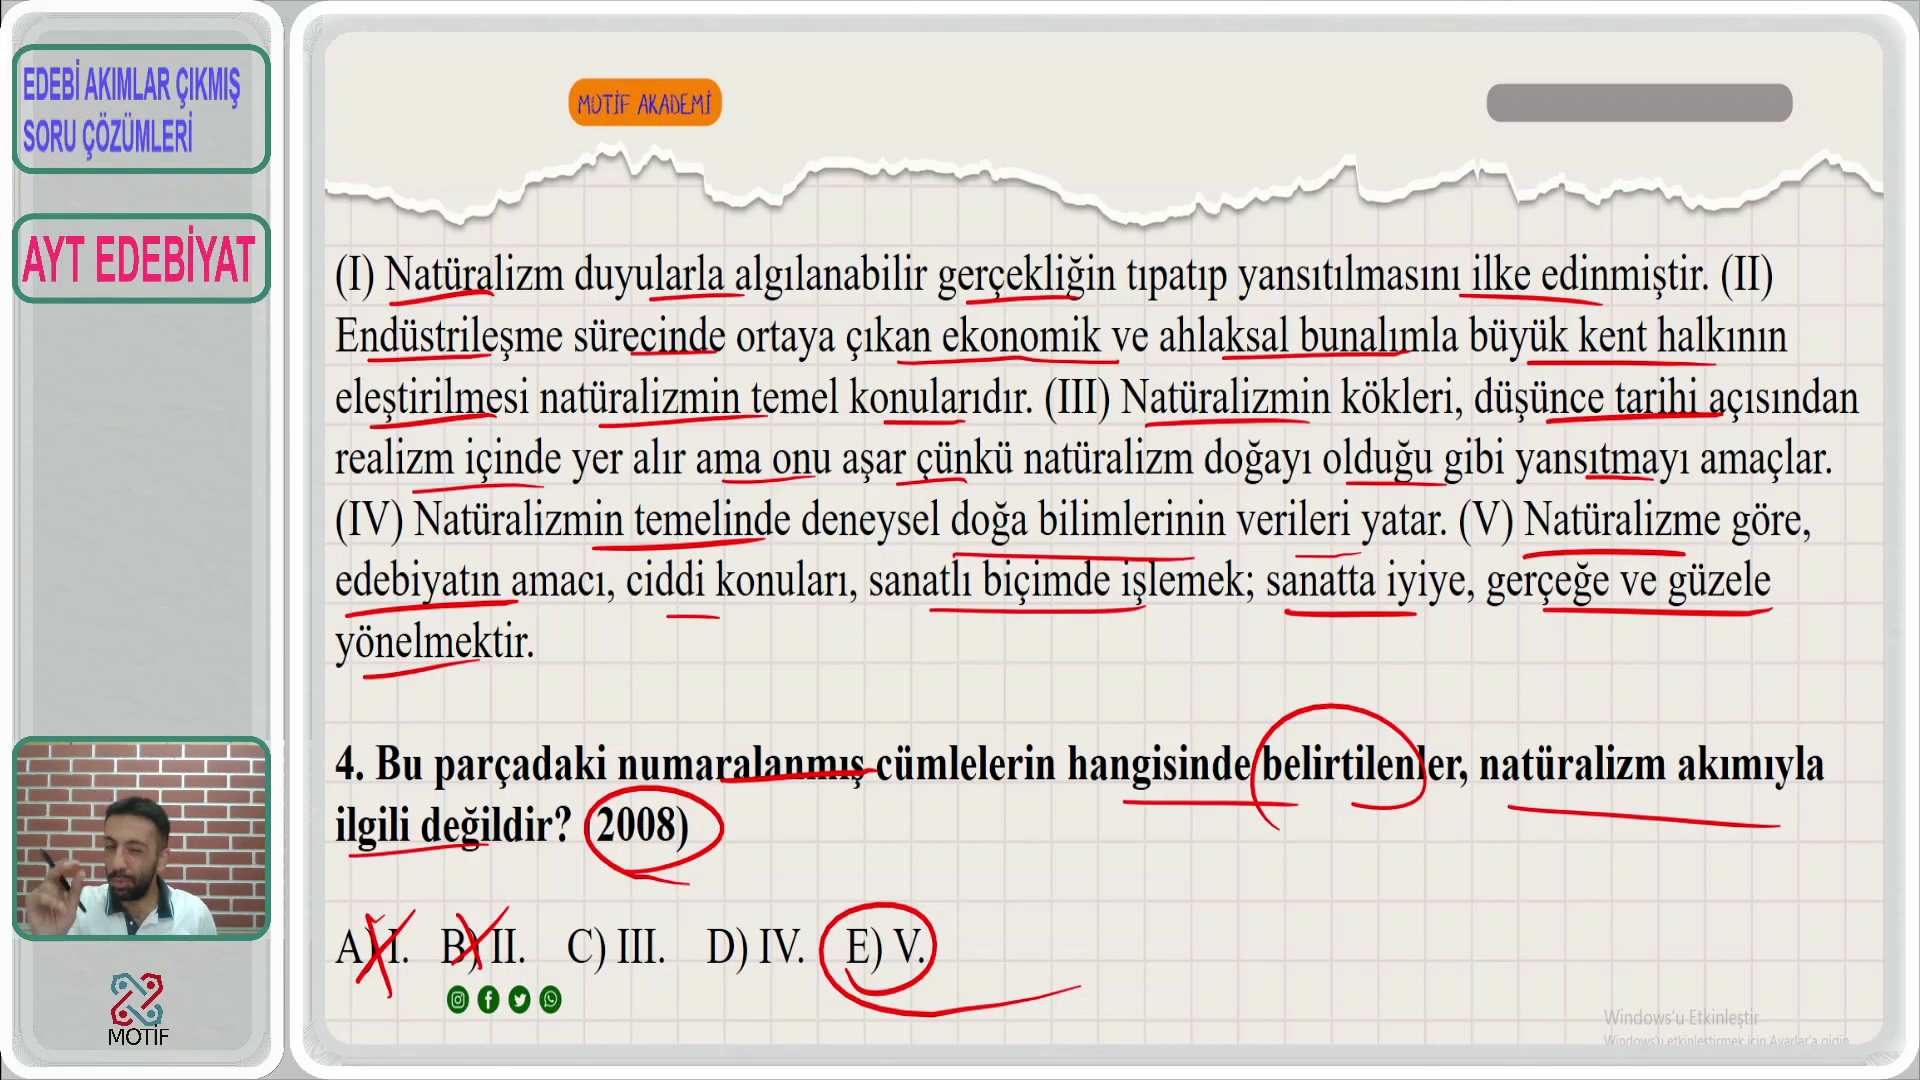 EDEBİ AKIMLAR ÇIKMIŞ
SORU ÇÖZÜMLERİ
AYT EDEBİYAT
MOTİF AKADEMİ
(I) Natüralizm duyularla algılanabilir gerçekliğin tıpatıp yansıtılmasını ilke edinmiştir. (II)
Endüstrileşme sürecinde ortaya çıkan ekonomik ve ahlaksal bunalımla büyük kent halkının
eleştirilmesi natüralizmin temel konularıdır. (III) Natüralizmin kökleri, düşünce tarihi açısından
realizm içinde yer alır ama onu aşar çünkü natüralizm doğayı olduğu gibi yansıtmayı amaçlar.
(IV) Natüralizmin temelinde deneysel doğa bilimlerinin verileri yatar. (V) Natüralizme göre,
edebiyatın amacı, ciddi konuları, sanatlı biçimde işlemek; sanatta iyiye, gerçeğe ve güzele
yönelmektir.
4. Bu parçadaki numaralanmış cümlelerin hangisinde belirtilenler, natüralizm akımıyla
ilgili değildir? (2008)
A) I. B) II. C) III. D) IV. E) V.
MOTİF
Windows'u Etkinleştir
Windows'u etkinleştirmek için Ayarlar'a gidin.